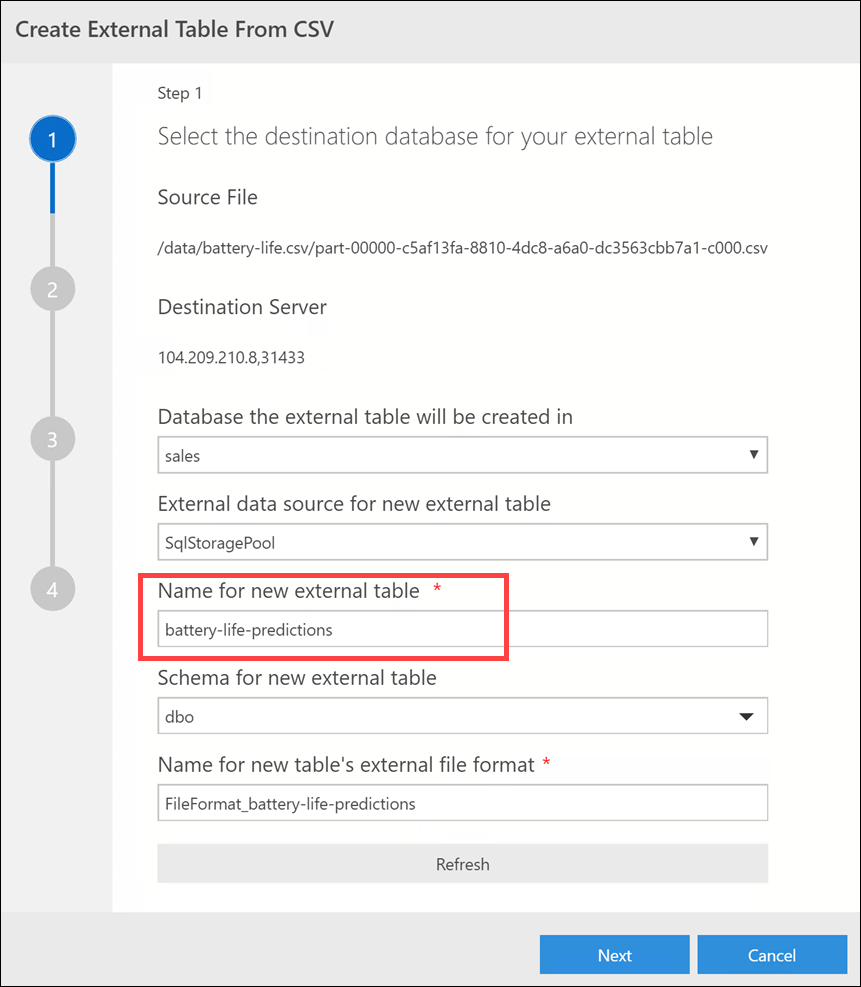 Create External Table From CSV
Step 1
1
Select the destination database for your external table
Source File
/data/battery-life.csv/part-00000-c5af13fa-8810-4dc8-a6a0-dc3563cbb7a1-c000.csv
2
Destination Server
104.209.210.8,31433
Database the external table will be created in
3
sales
External data source for new external table
SqlStoragePool
4
Name for new external table *
battery-life-predictions
Schema for new external table
dbo
Name for new table's external file format *
FileFormat_battery-life-predictions
Refresh
Next
Cancel